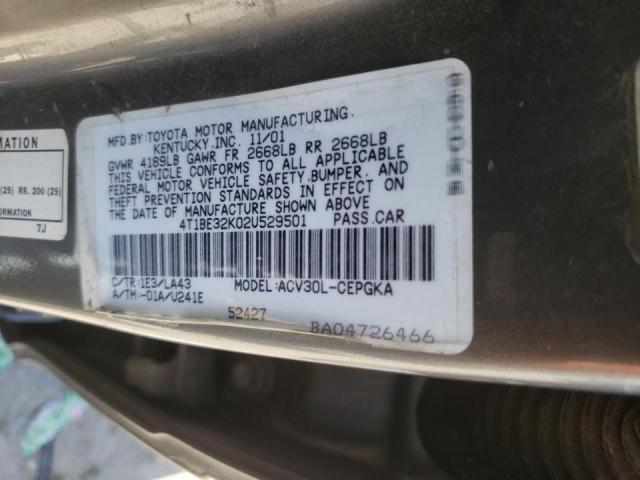 MATION
(29) RR. 200 (29)
FORMATION
7J
MFD.BY:TOYOTA MOTOR MANUFACTURING.
KENTUCKY,INC. 11/01
GVWR 4189LB GAWR FR 2668LB RR 2668LB
THIS VEHICLE CONFORMS TO ALL APPLICABLE
FEDERAL MOTOR VEHICLE SAFETY,BUMPER, AND
THEFT PREVENTION STANDARDS IN EFFECT ON
THE DATE OF MANUFACTURE SHOWN ABOVE
4T1BE32K02U529501 PASS.CAR
C/TR:1E3/LA43 MODEL:ACV30L-CEPGKA
A/TM:-01A/U241E
52427
BA04726466